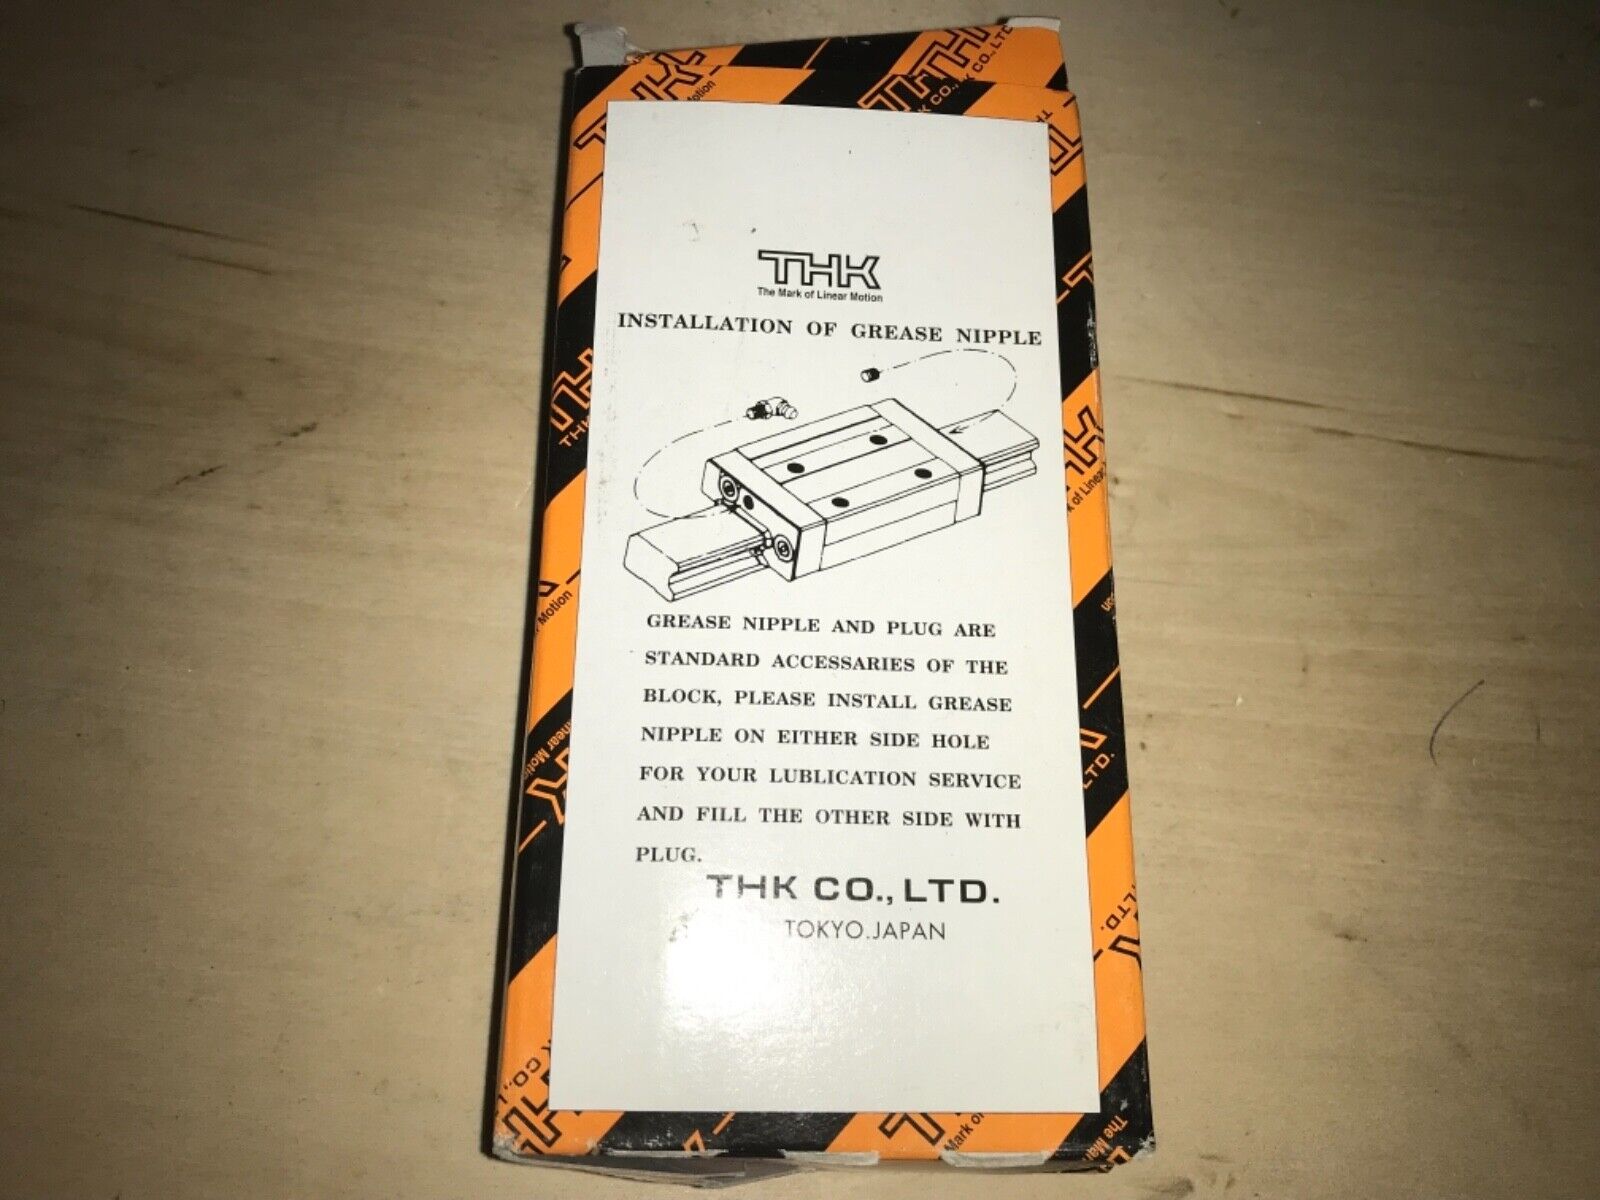 THK
The Mark of Linear Motion
INSTALLATION OF GREASE NIPPLE
GREASE NIPPLE AND PLUG ARE
STANDARD ACCESSARIES OF THE
BLOCK, PLEASE INSTALL GREASE
NIPPLE ON EITHER SIDE HOLE
FOR YOUR LUBLICATION SERVICE
AND FILL THE OTHER SIDE WITH
PLUG.
THK CO., LTD.
TOKYO.JAPAN